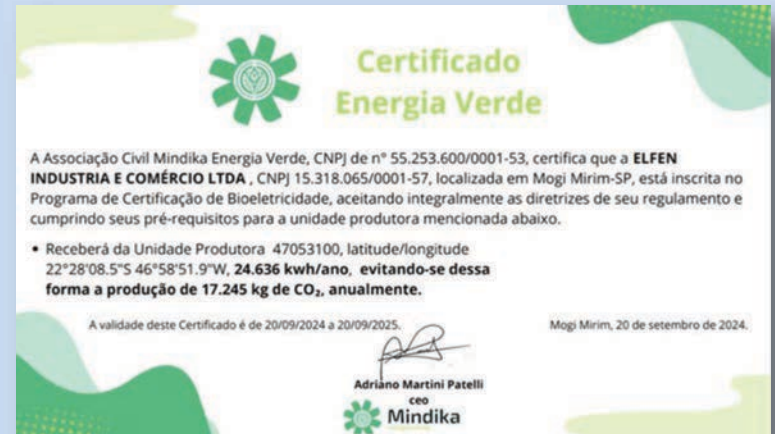 Certificado
Energia Verde
A Associação Civil Mindika Energia Verde, CNPJ de n° 55.253.600/0001-53, certifica que a ELFEN
INDUSTRIA E COMÉRCIO LTDA , CNPJ 15.318.065/0001-57, localizada em Mogi Mirim-SP, está inscrita no
Programa de Certificação de Bioeletricidade, aceitando integralmente as diretrizes de seu regulamento e
cumprindo seus pré-requisitos para a unidade produtora mencionada abaixo.
• Receberá da Unidade Produtora 47053100, latitude/longitude
22°28'08.5"S 46°58'51.9"W, 24.636 kwh/ano, evitando-se dessa
forma a produção de 17.245 kg de CO₂, anualmente.
A validade deste Certificado é de 20/09/2024 a 20/09/2025.
Mogi Mirim, 20 de setembro de 2024.
Adriano Martini Patelli
ceo
Mindika